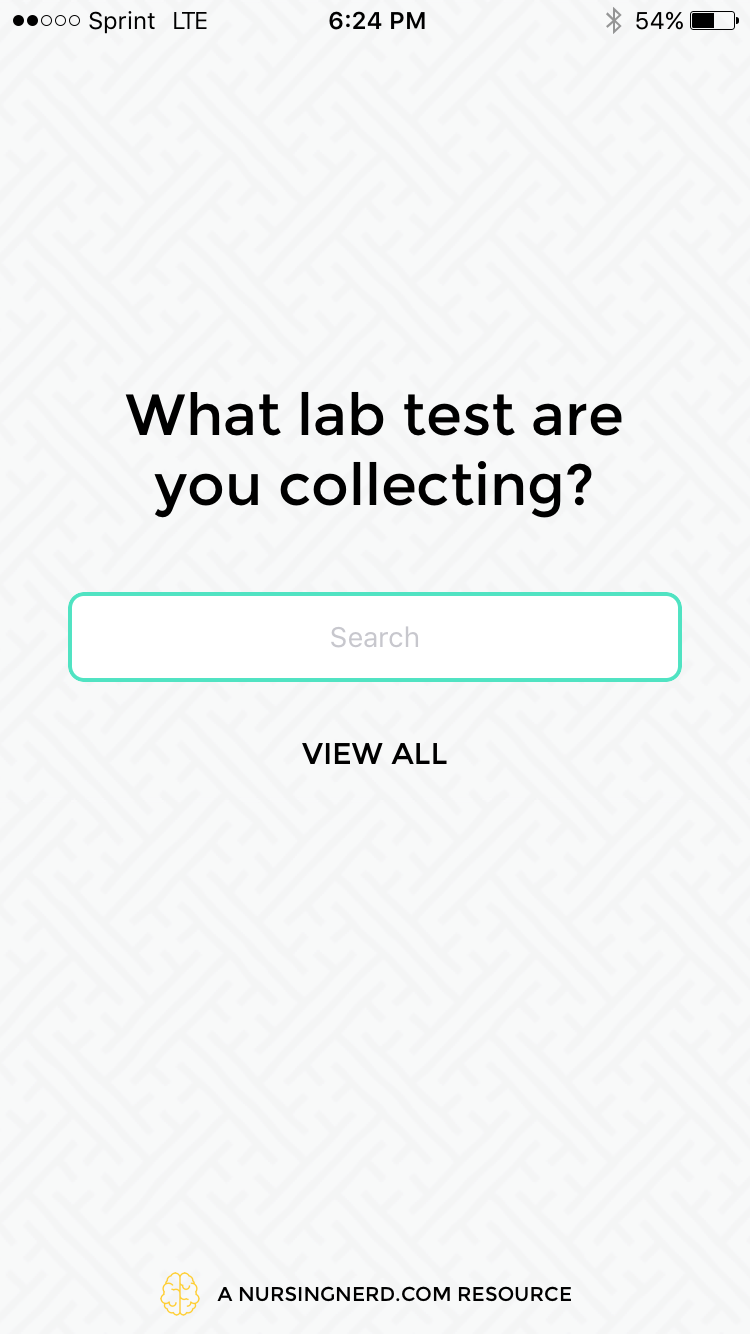 Sprint LTE 6:24 PM 54%
What lab test are
you collecting?
Search
VIEW ALL
A NURSINGNERD.COM RESOURCE